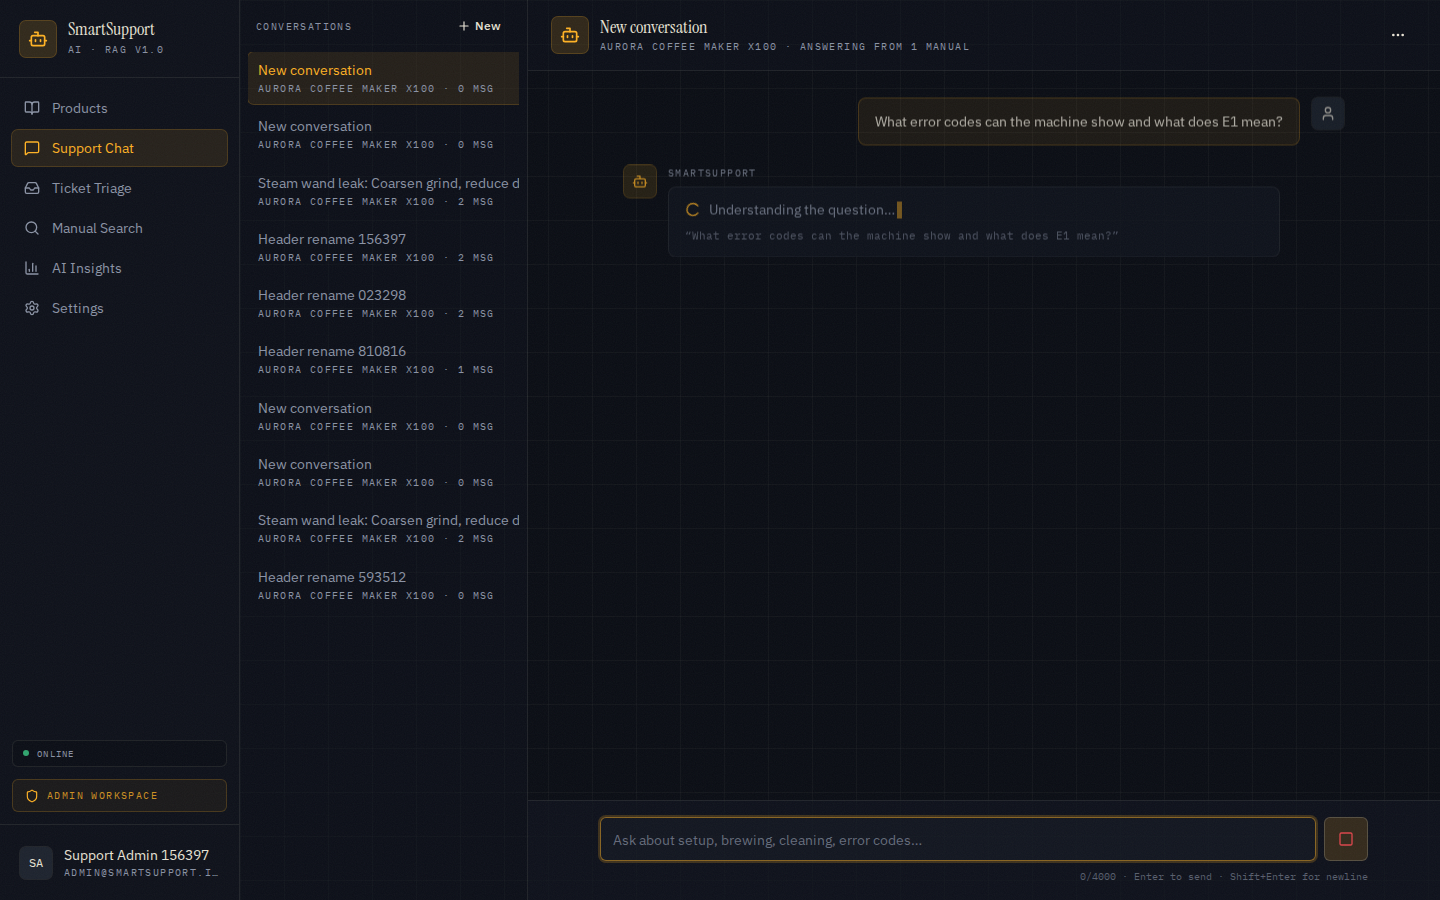 SmartSupport
AI · RAG V1.0
Products
Support Chat
Ticket Triage
Manual Search
AI Insights
Settings
ONLINE
ADMIN WORKSPACE
SA
Support Admin 156397
ADMIN@SMARTSUPPORT.I…
CONVERSATIONS
+ New
New conversation
AURORA COFFEE MAKER X100 · 0 MSG
New conversation
AURORA COFFEE MAKER X100 · 0 MSG
Steam wand leak: Coarsen grind, reduce d
AURORA COFFEE MAKER X100 · 2 MSG
Header rename 156397
AURORA COFFEE MAKER X100 · 2 MSG
Header rename 023298
AURORA COFFEE MAKER X100 · 2 MSG
Header rename 810816
AURORA COFFEE MAKER X100 · 1 MSG
New conversation
AURORA COFFEE MAKER X100 · 0 MSG
New conversation
AURORA COFFEE MAKER X100 · 0 MSG
Steam wand leak: Coarsen grind, reduce d
AURORA COFFEE MAKER X100 · 2 MSG
Header rename 593512
AURORA COFFEE MAKER X100 · 0 MSG
New conversation
AURORA COFFEE MAKER X100 · ANSWERING FROM 1 MANUAL
What error codes can the machine show and what does E1 mean?
SMARTSUPPORT
Understanding the question...
"What error codes can the machine show and what does E1 mean?"
Ask about setup, brewing, cleaning, error codes...
0/4000 · Enter to send · Shift+Enter for newline